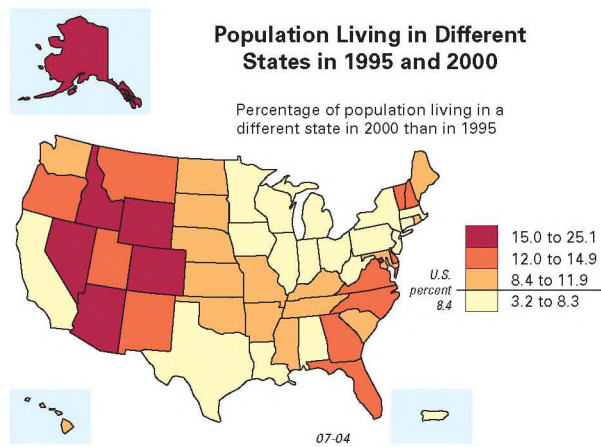 Population Living in Different
States in 1995 and 2000
Percentage of population living in a
different state in 2000 than in 1995
15.0 to 25.1
12.0 to 14.9
8.4 to 11.9
3.2 to 8.3
U.S.
percent
8.4
07-04